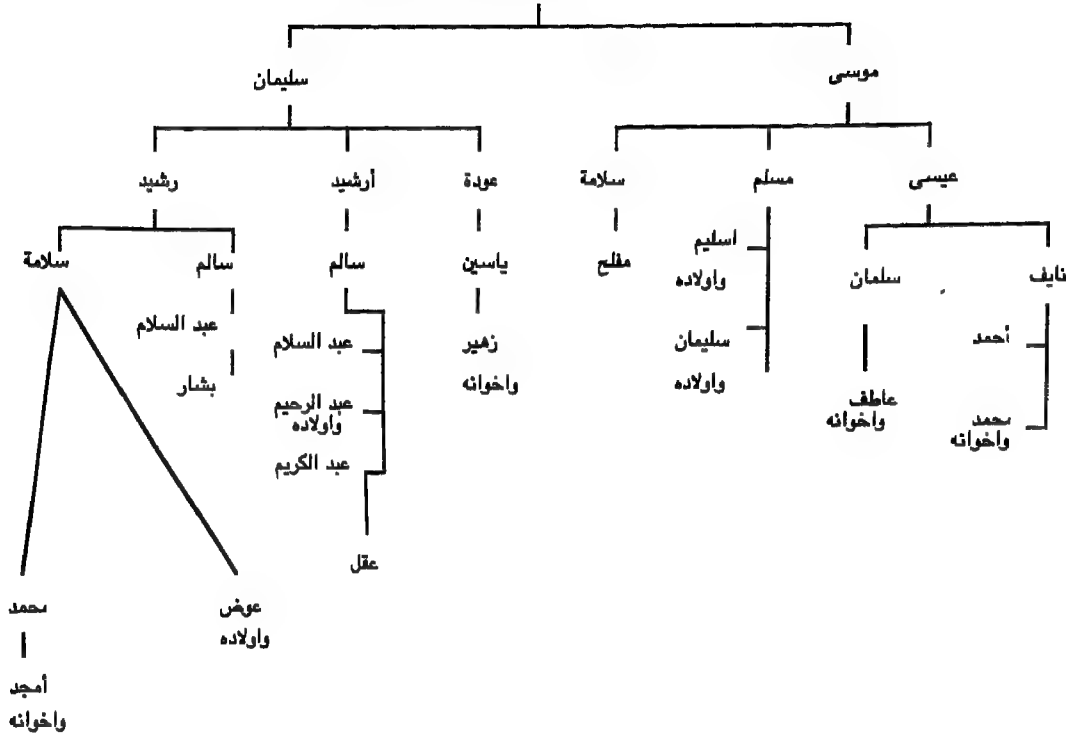 موسى
سليمان
عيسى
مسلم
سلامة
عودة
أرشيد
رشيد
نايف
سلمان
اسليم
واولاده
مفلح
ياسين
سالم
سالم
سلامة
أحمد
سليمان
واولاده
زهير
واخوانه
عبد السلام
عبد السلام
محمد
واخوانه
عاطف
واخوانه
عبد الرحيم
واولاده
بشار
عبد الكريم
عقل
عوض
واولاده
محمد
أمجد
واخوانه